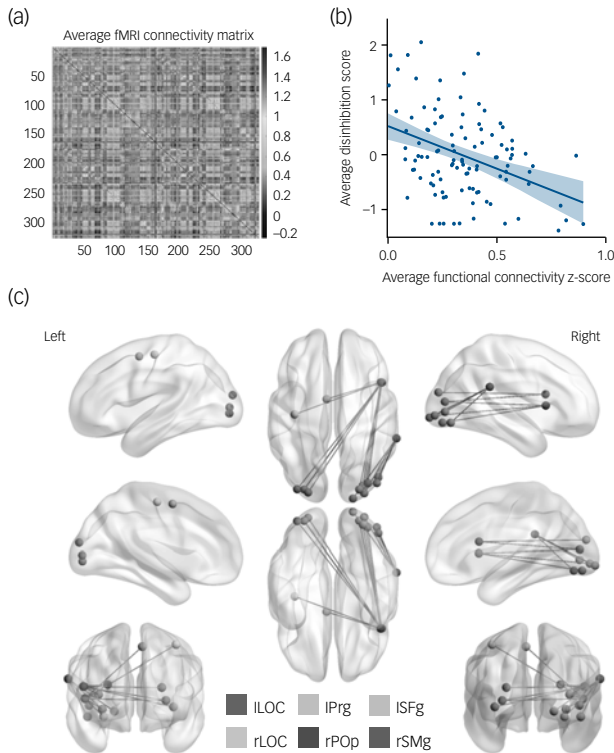 (a)
Average fMRI connectivity matrix
50
100
150
200
250
300
50 100 150 200 250 300
1.6
1.4
1.2
1
0.8
0.6
0.4
0.2
0
−0.2
(b)
Average disinhibition score
2
1
0
−1
0.0 0.5 1.0
Average functional connectivity z-score
(c)
Left
Right
lLOC lPrg lSFg
rLOC rPOp rSMg